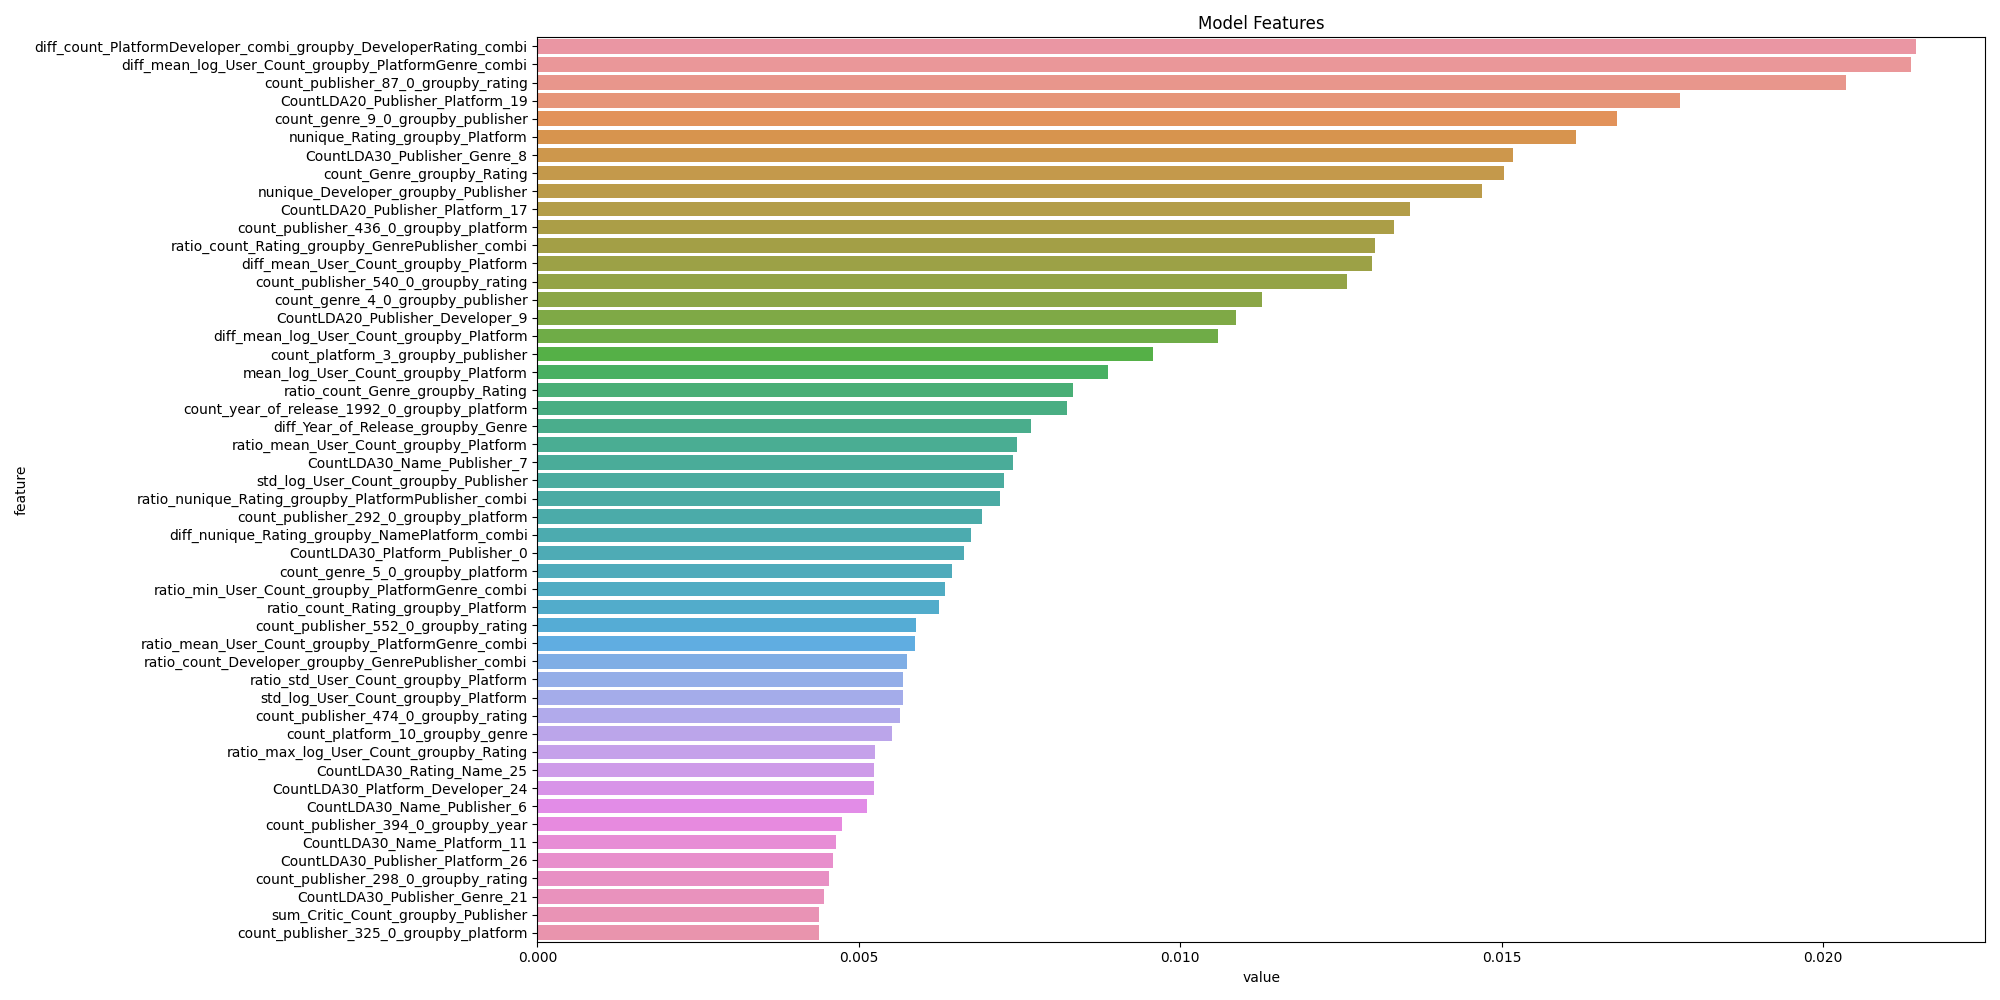 Model Features
feature
diff_count_PlatformDeveloper_combi_groupby_DeveloperRating_combi
diff_mean_log_User_Count_groupby_PlatformGenre_combi
count_publisher_87_0_groupby_rating
CountLDA20_Publisher_Platform_19
count_genre_9_0_groupby_publisher
nunique_Rating_groupby_Platform
CountLDA30_Publisher_Genre_8
count_Genre_groupby_Rating
nunique_Developer_groupby_Publisher
CountLDA20_Publisher_Platform_17
count_publisher_436_0_groupby_platform
ratio_count_Rating_groupby_GenrePublisher_combi
diff_mean_User_Count_groupby_Platform
count_publisher_540_0_groupby_rating
count_genre_4_0_groupby_publisher
CountLDA20_Publisher_Developer_9
diff_mean_log_User_Count_groupby_Platform
count_platform_3_groupby_publisher
mean_log_User_Count_groupby_Platform
ratio_count_Genre_groupby_Rating
count_year_of_release_1992_0_groupby_platform
diff_Year_of_Release_groupby_Genre
ratio_mean_User_Count_groupby_Platform
CountLDA30_Name_Publisher_7
std_log_User_Count_groupby_Publisher
ratio_nunique_Rating_groupby_PlatformPublisher_combi
count_publisher_292_0_groupby_platform
diff_nunique_Rating_groupby_NamePlatform_combi
CountLDA30_Platform_Publisher_0
count_genre_5_0_groupby_platform
ratio_min_User_Count_groupby_PlatformGenre_combi
ratio_count_Rating_groupby_Platform
count_publisher_552_0_groupby_rating
ratio_mean_User_Count_groupby_PlatformGenre_combi
ratio_count_Developer_groupby_GenrePublisher_combi
ratio_std_User_Count_groupby_Platform
std_log_User_Count_groupby_Platform
count_publisher_474_0_groupby_rating
count_platform_10_groupby_genre
ratio_max_log_User_Count_groupby_Rating
CountLDA30_Rating_Name_25
CountLDA30_Platform_Developer_24
CountLDA30_Name_Publisher_6
count_publisher_394_0_groupby_year
CountLDA30_Name_Platform_11
CountLDA30_Publisher_Platform_26
count_publisher_298_0_groupby_rating
CountLDA30_Publisher_Genre_21
sum_Critic_Count_groupby_Publisher
count_publisher_325_0_groupby_platform
0.000 0.005 0.010 0.015 0.020
value